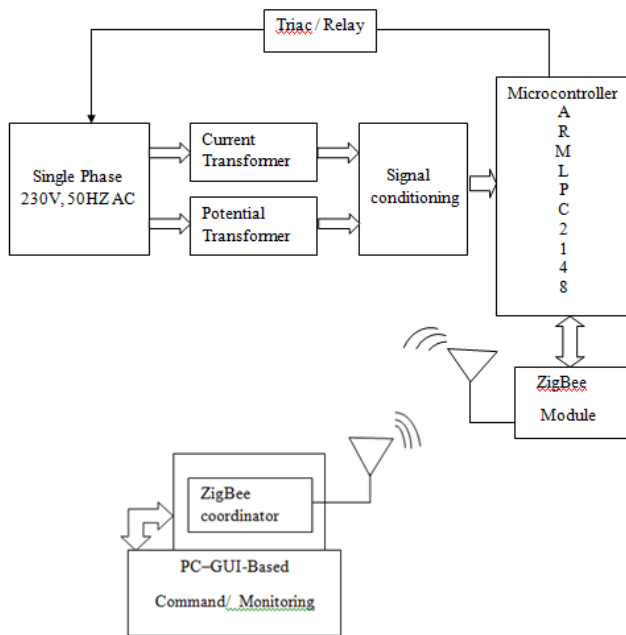 Triac / Relay
Single Phase
230V, 50HZ AC
Current
Transformer
Potential
Transformer
Signal
conditioning
Microcontroller
A
R
M
L
P
C
2
1
4
8
ZigBee
Module
ZigBee
coordinator
PC–GUI-Based
Command/ Monitoring